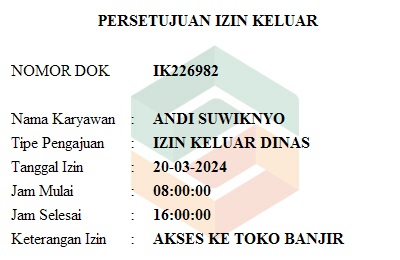 PERSETUJUAN IZIN KELUAR
NOMOR DOK IK226982
Nama Karyawan : ANDI SUWIKNYO
Tipe Pengajuan : IZIN KELUAR DINAS
Tanggal Izin : 20-03-2024
Jam Mulai : 08:00:00
Jam Selesai : 16:00:00
Keterangan Izin : AKSES KE TOKO BANJIR